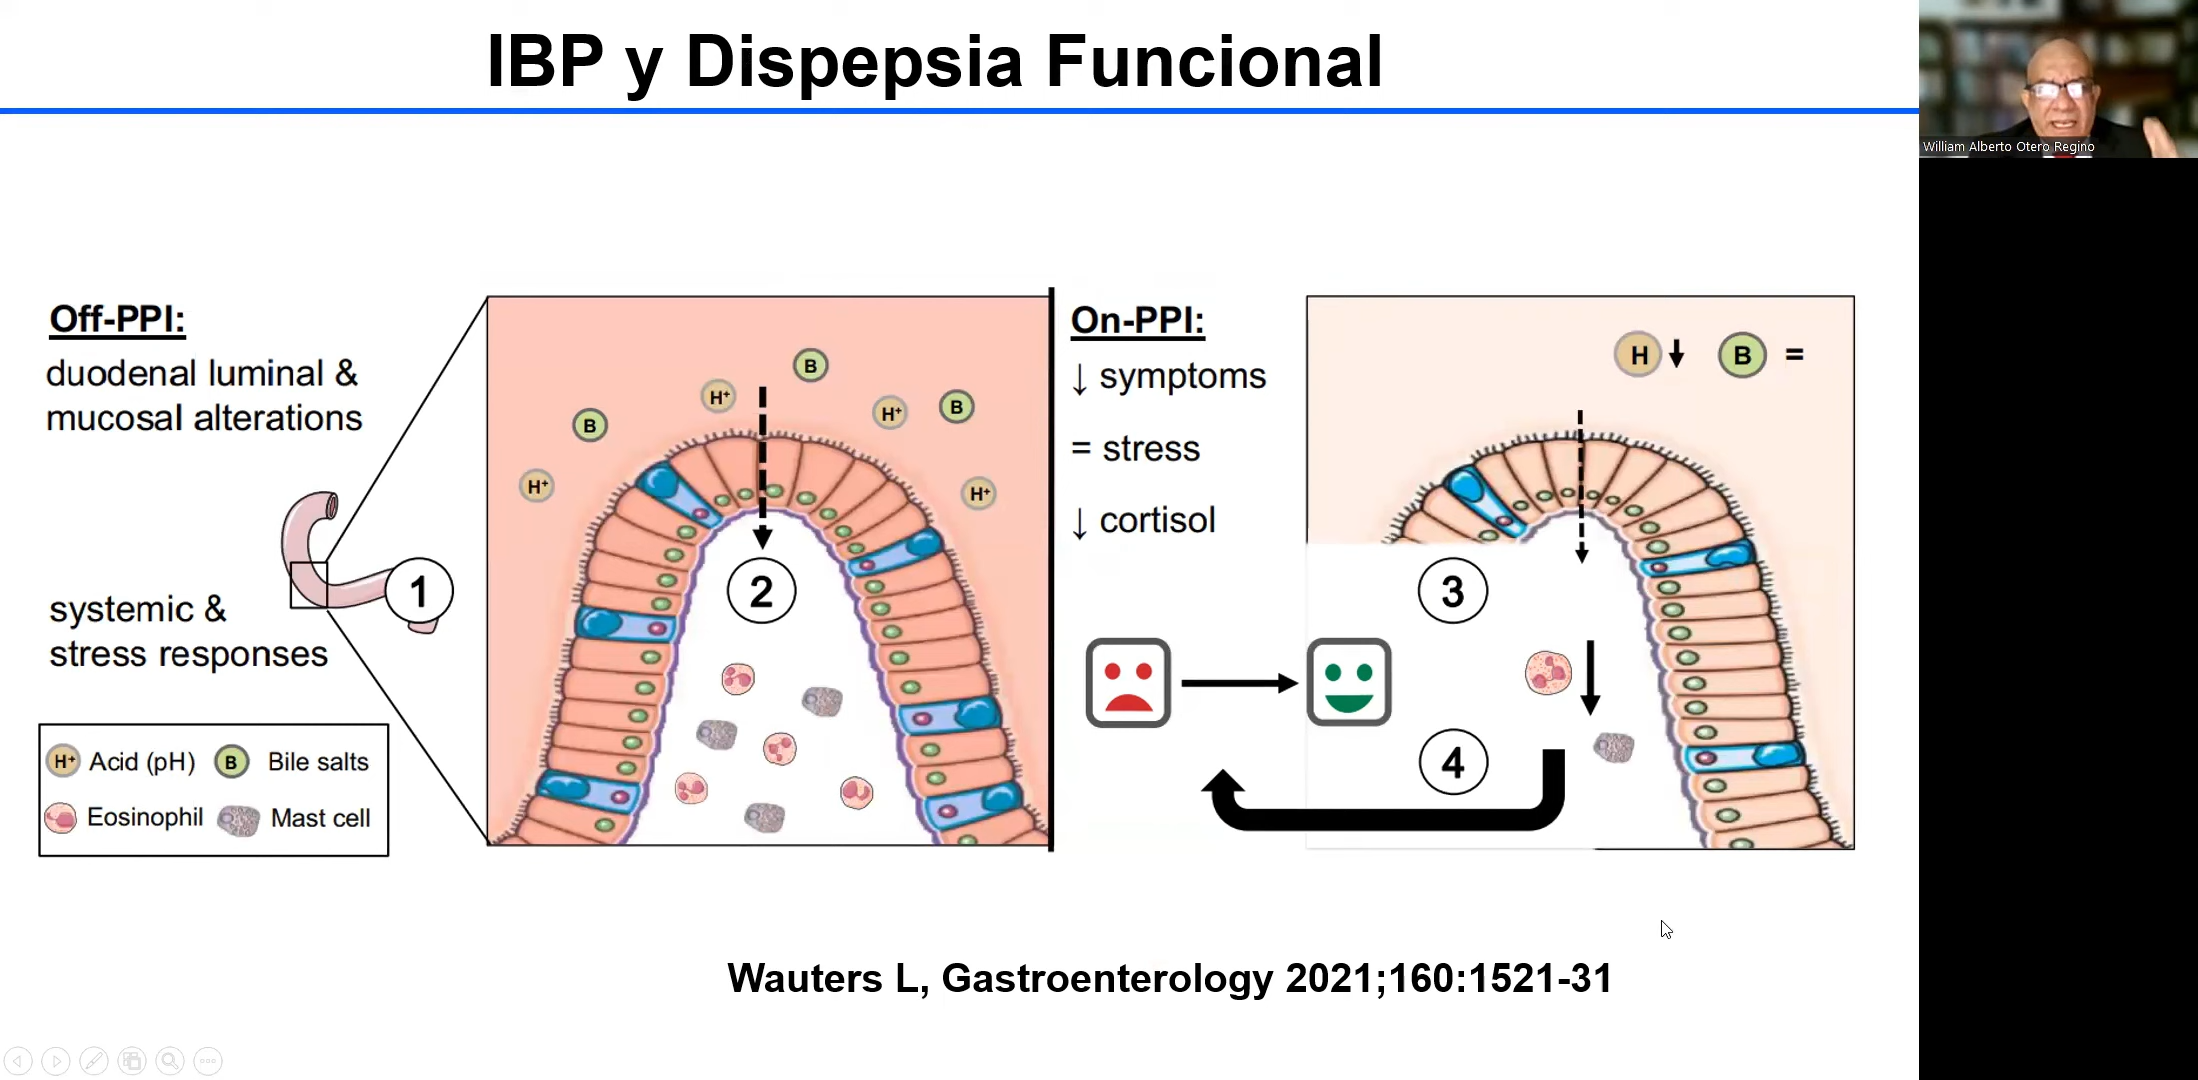 IBP y Dispepsia Funcional
William Alberto Otero Regino
Off-PPI:
duodenal luminal &
mucosal alterations
systemic &
stress responses
1
H⁺ Acid (pH) B Bile salts
Eosinophil Mast cell
B
H⁺
H⁺
B
B
H⁺
H⁺
2
On-PPI:
↓ symptoms
= stress
↓ cortisol
H ↓ B =
3
4
Wauters L, Gastroenterology 2021;160:1521-31